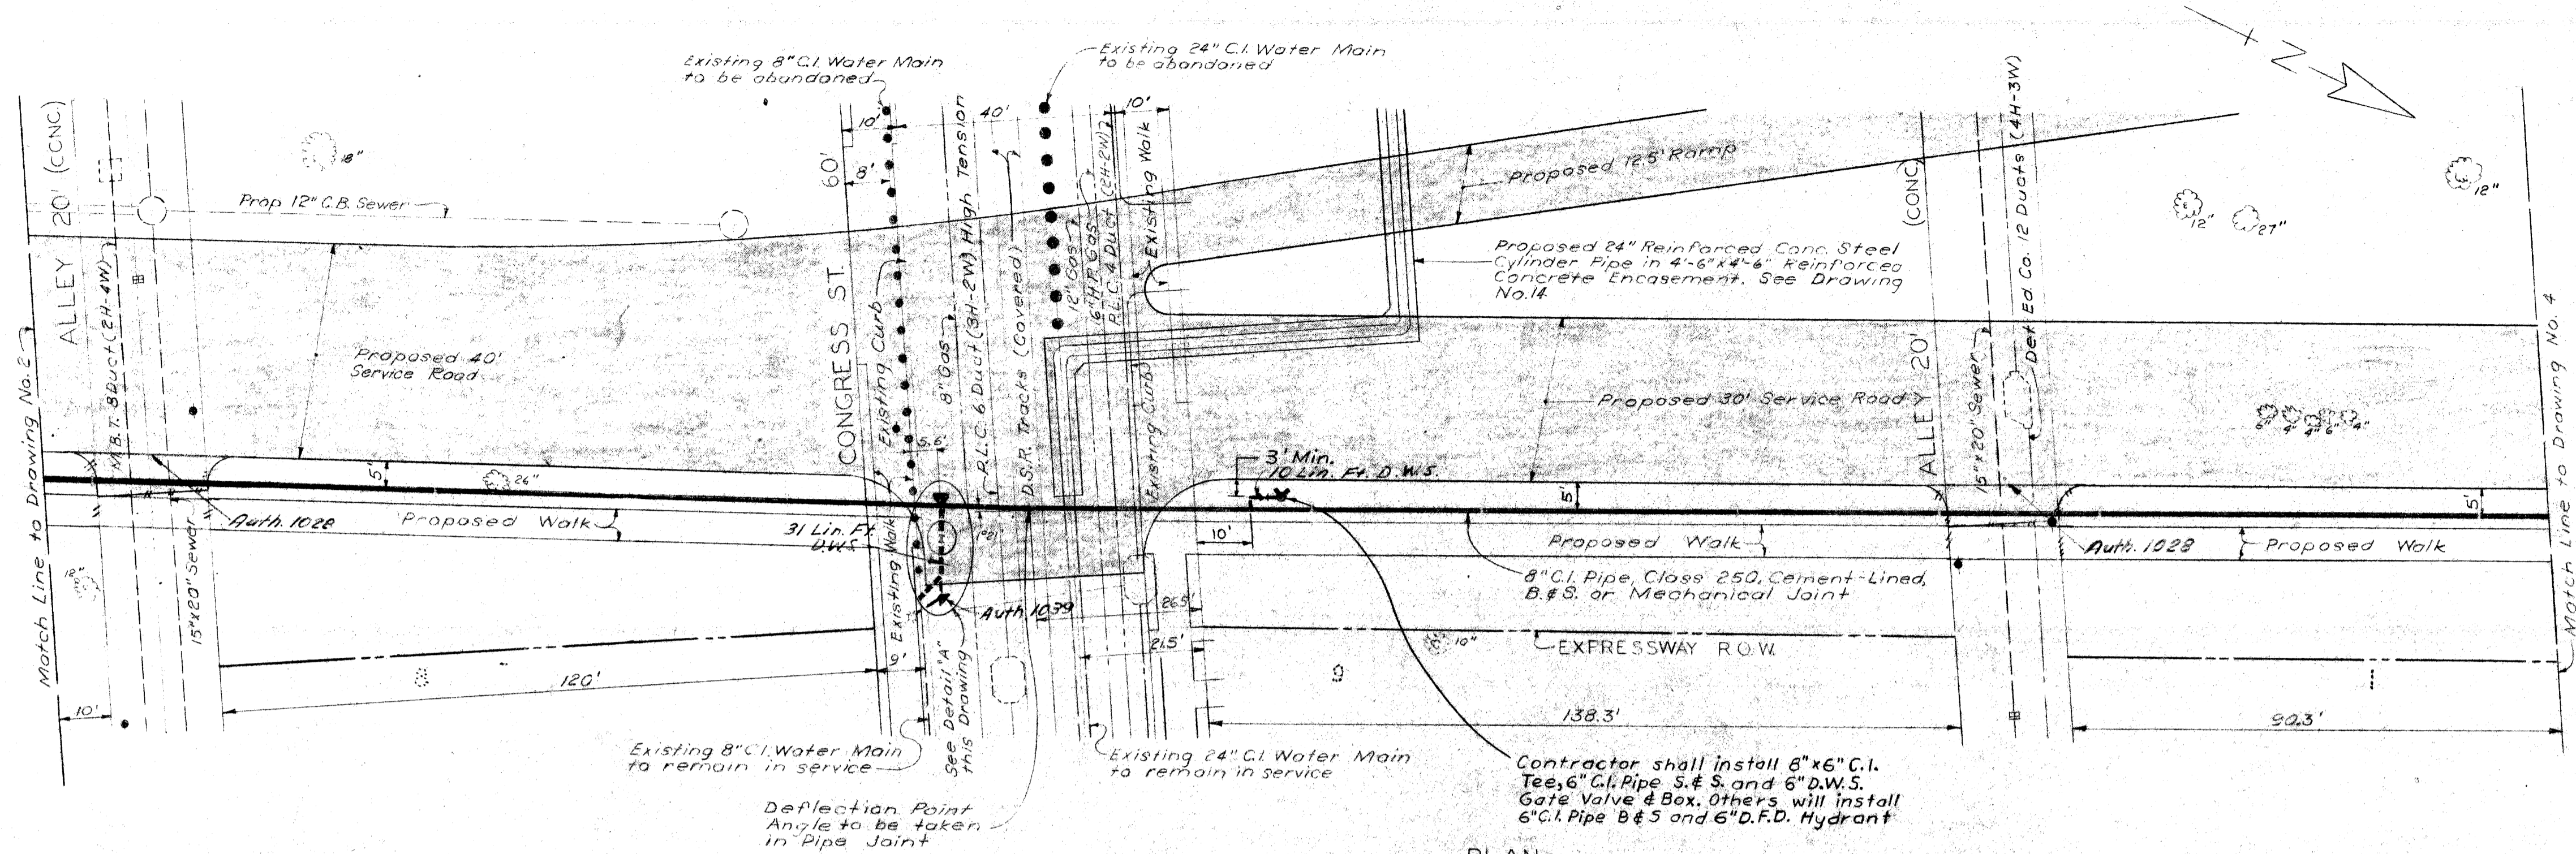 Existing 8" C.I. Water Main
to be abandoned
Existing 24" C.I. Water Main
to be abandoned
N
Match Line to Drawing No. 2
ALLEY 20' (CONC.)
M.B.T. 8 Duct (2H-4W)
18"
Prop 12" C.B. Sewer
Proposed 40'
Service Road
15"x20" Sewer
10'
12"
5'
26"
Auth. 1028
Proposed Walk
120'
60'
CONGRESS ST.
10'
8'
40'
10'
Existing Curb
8" Gas
P.L.C. 6 Duct (3H-2W) High Tension
D.S.R. Tracks (Covered)
12" Gas
6" H.P. Gas
P.L.C. 4 Duct (2H-2W)
Existing Walk
Existing Curb
5.6'
31 Lin. Ft.
D.W.S.
Existing Walk
Existing Walk
9'
Auth. 1039
See Detail "A"
this Drawing
26.5'
21.5'
Existing 8" C.I. Water Main
to remain in service
Existing 24" C.I. Water Main
to remain in service
Deflection Point
Angle to be taken
in Pipe Joint
Proposed 12.5' Ramp
Proposed 24" Reinforced Conc. Steel
Cylinder Pipe in 4'-6"x4'-6" Reinforced
Concrete Encasement. See Drawing
No. 14
Proposed 30' Service Road
3' Min.
10 Lin. Ft. D.W.S.
10'
5'
Proposed Walk
8" C.I. Pipe, Class 250, Cement-Lined,
B.&S. or Mechanical Joint
10"
EXPRESSWAY R.O.W.
138.3'
Contractor shall install 8"x6" C.I.
Tee, 6" C.I. Pipe S.& S. and 6" D.W.S.
Gate Valve & Box. Others will install
6" C.I. Pipe B & S and 6" D.F.D. Hydrant
(CONC.)
ALLEY 20'
15"x20" Sewer
Det. Ed. Co. 12 Ducts (4H-3W)
12"
27"
12"
6" 4" 4" 6" 4"
5'
Auth. 1028
Proposed Walk
90.3'
Match Line to Drawing No. 4
PLAN